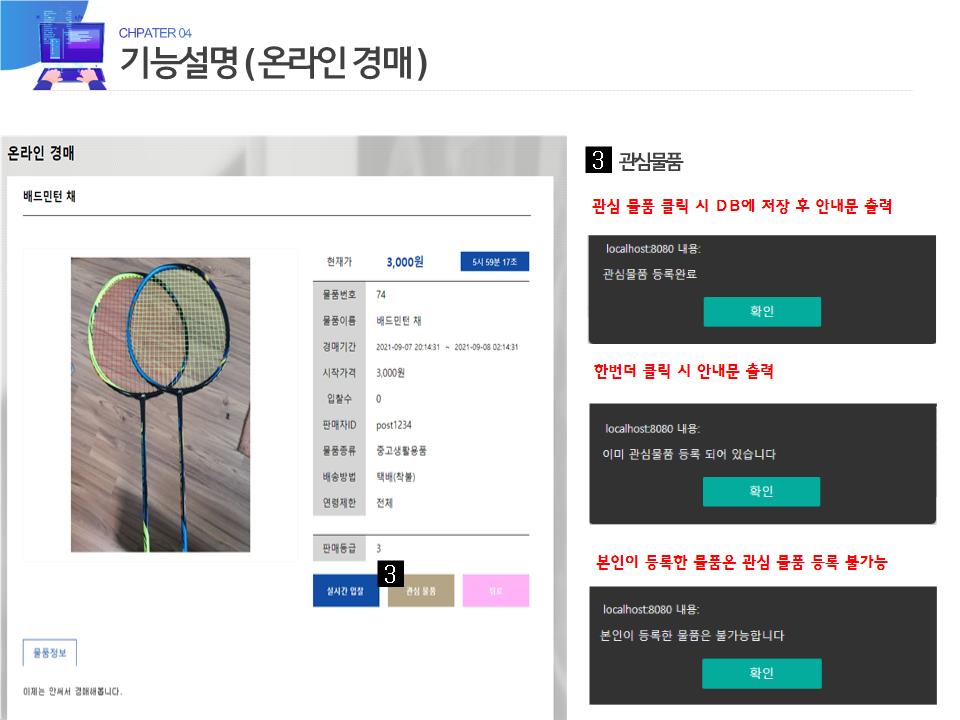 CHPATER 04
기능설명 ( 온라인 경매 )
온라인 경매
배드민턴 채
현재가 3,000원 5시 59분 17초
물품번호 74
물품이름 배드민턴 채
경매기간 2021-09-07 20:14:31 ~ 2021-09-08 02:14:31
시작가격 3,000원
입찰수 0
판매자ID post1234
물품종류 중고생활용품
배송방법 택배(착불)
연령제한 전체
판매등급 3
3
실시간 입찰 관심 물품
물품정보
이제는 안써서 경매해봅니다.
3 관심물품
관심 물품 클릭 시 DB에 저장 후 안내문 출력
localhost:8080 내용:
관심물품 등록완료
확인
한번더 클릭 시 안내문 출력
localhost:8080 내용:
이미 관심물품 등록 되어 있습니다
확인
본인이 등록한 물품은 관심 물품 등록 불가능
localhost:8080 내용:
본인이 등록한 물품은 불가능합니다
확인